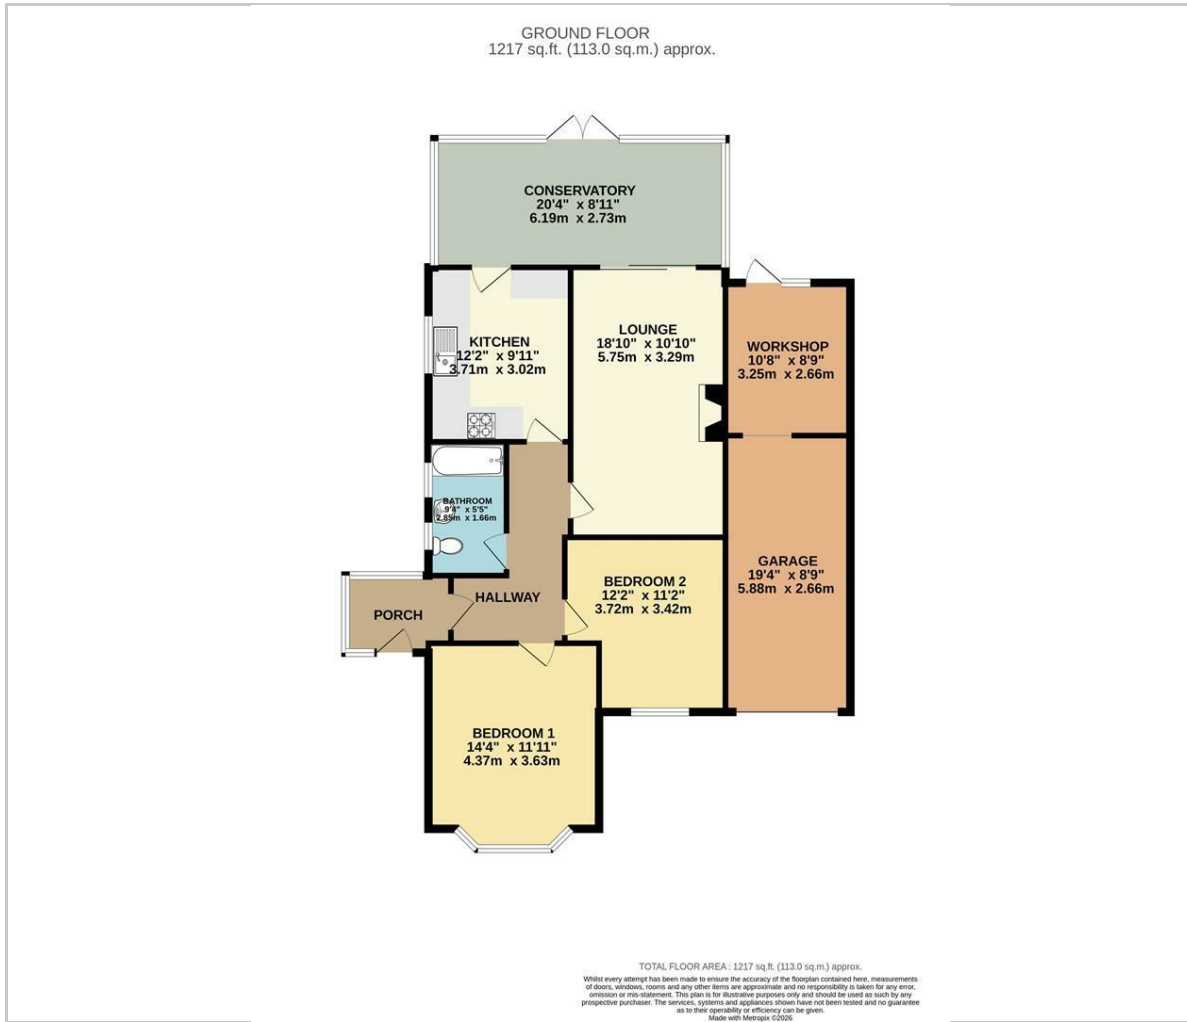 GROUND FLOOR
1217 sq.ft. (113.0 sq.m.) approx.
CONSERVATORY
20'4" x 8'11"
6.19m x 2.73m
KITCHEN
12'2" x 9'11"
3.71m x 3.02m
LOUNGE
18'10" x 10'10"
5.75m x 3.29m
WORKSHOP
10'8" x 8'9"
3.25m x 2.66m
BATHROOM
9'4" x 5'5"
2.85m x 1.66m
GARAGE
19'4" x 8'9"
5.88m x 2.66m
BEDROOM 2
12'2" x 11'2"
3.72m x 3.42m
HALLWAY
PORCH
BEDROOM 1
14'4" x 11'11"
4.37m x 3.63m
TOTAL FLOOR AREA : 1217 sq.ft. (113.0 sq.m.) approx.
Whilst every attempt has been made to ensure the accuracy of the floorplan contained here, measurements
of doors, windows, rooms and any other items are approximate and no responsibility is taken for any error,
omission or mis-statement. This plan is for illustrative purposes only and should be used as such by any
prospective purchaser. The services, systems and appliances shown have not been tested and no guarantee
as to their operability or efficiency can be given.
Made with Metropix ©2026